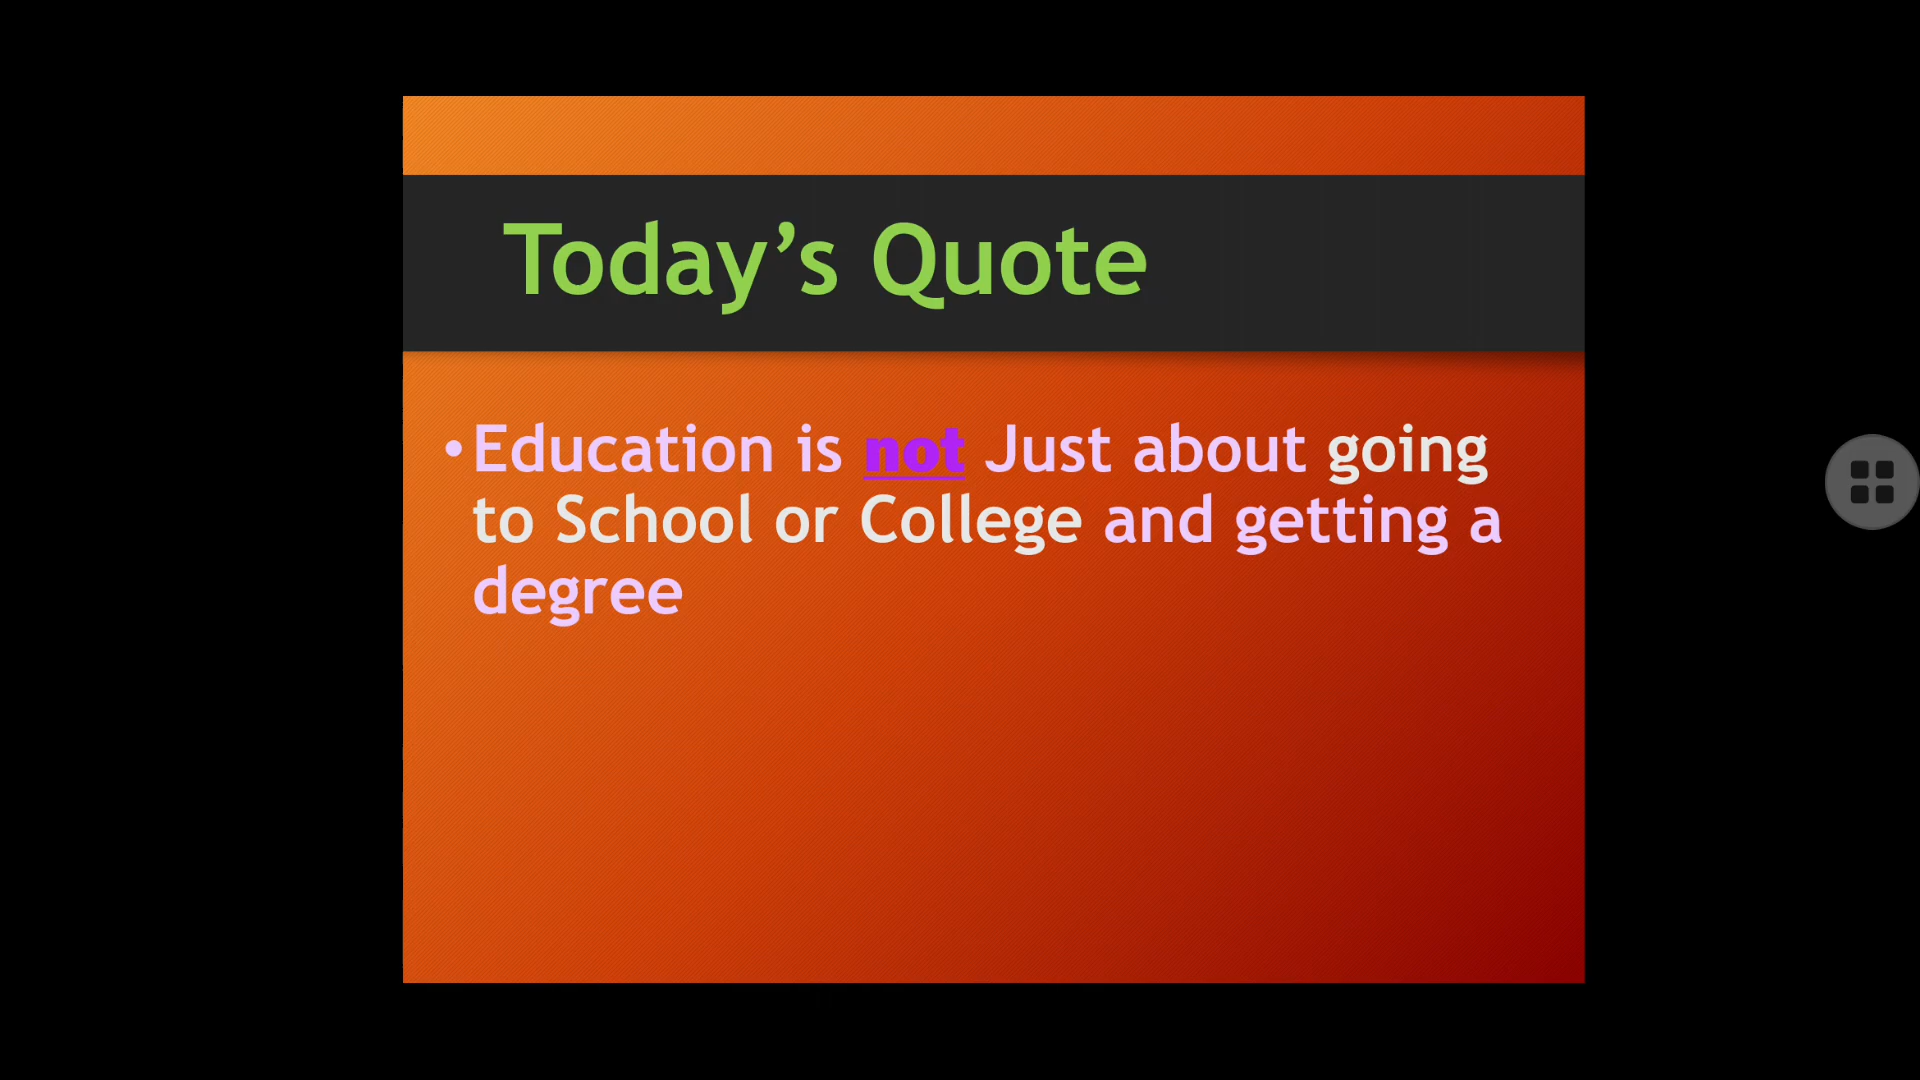 Today’s Quote
•Education is not Just about going
to School or College and getting a
degree